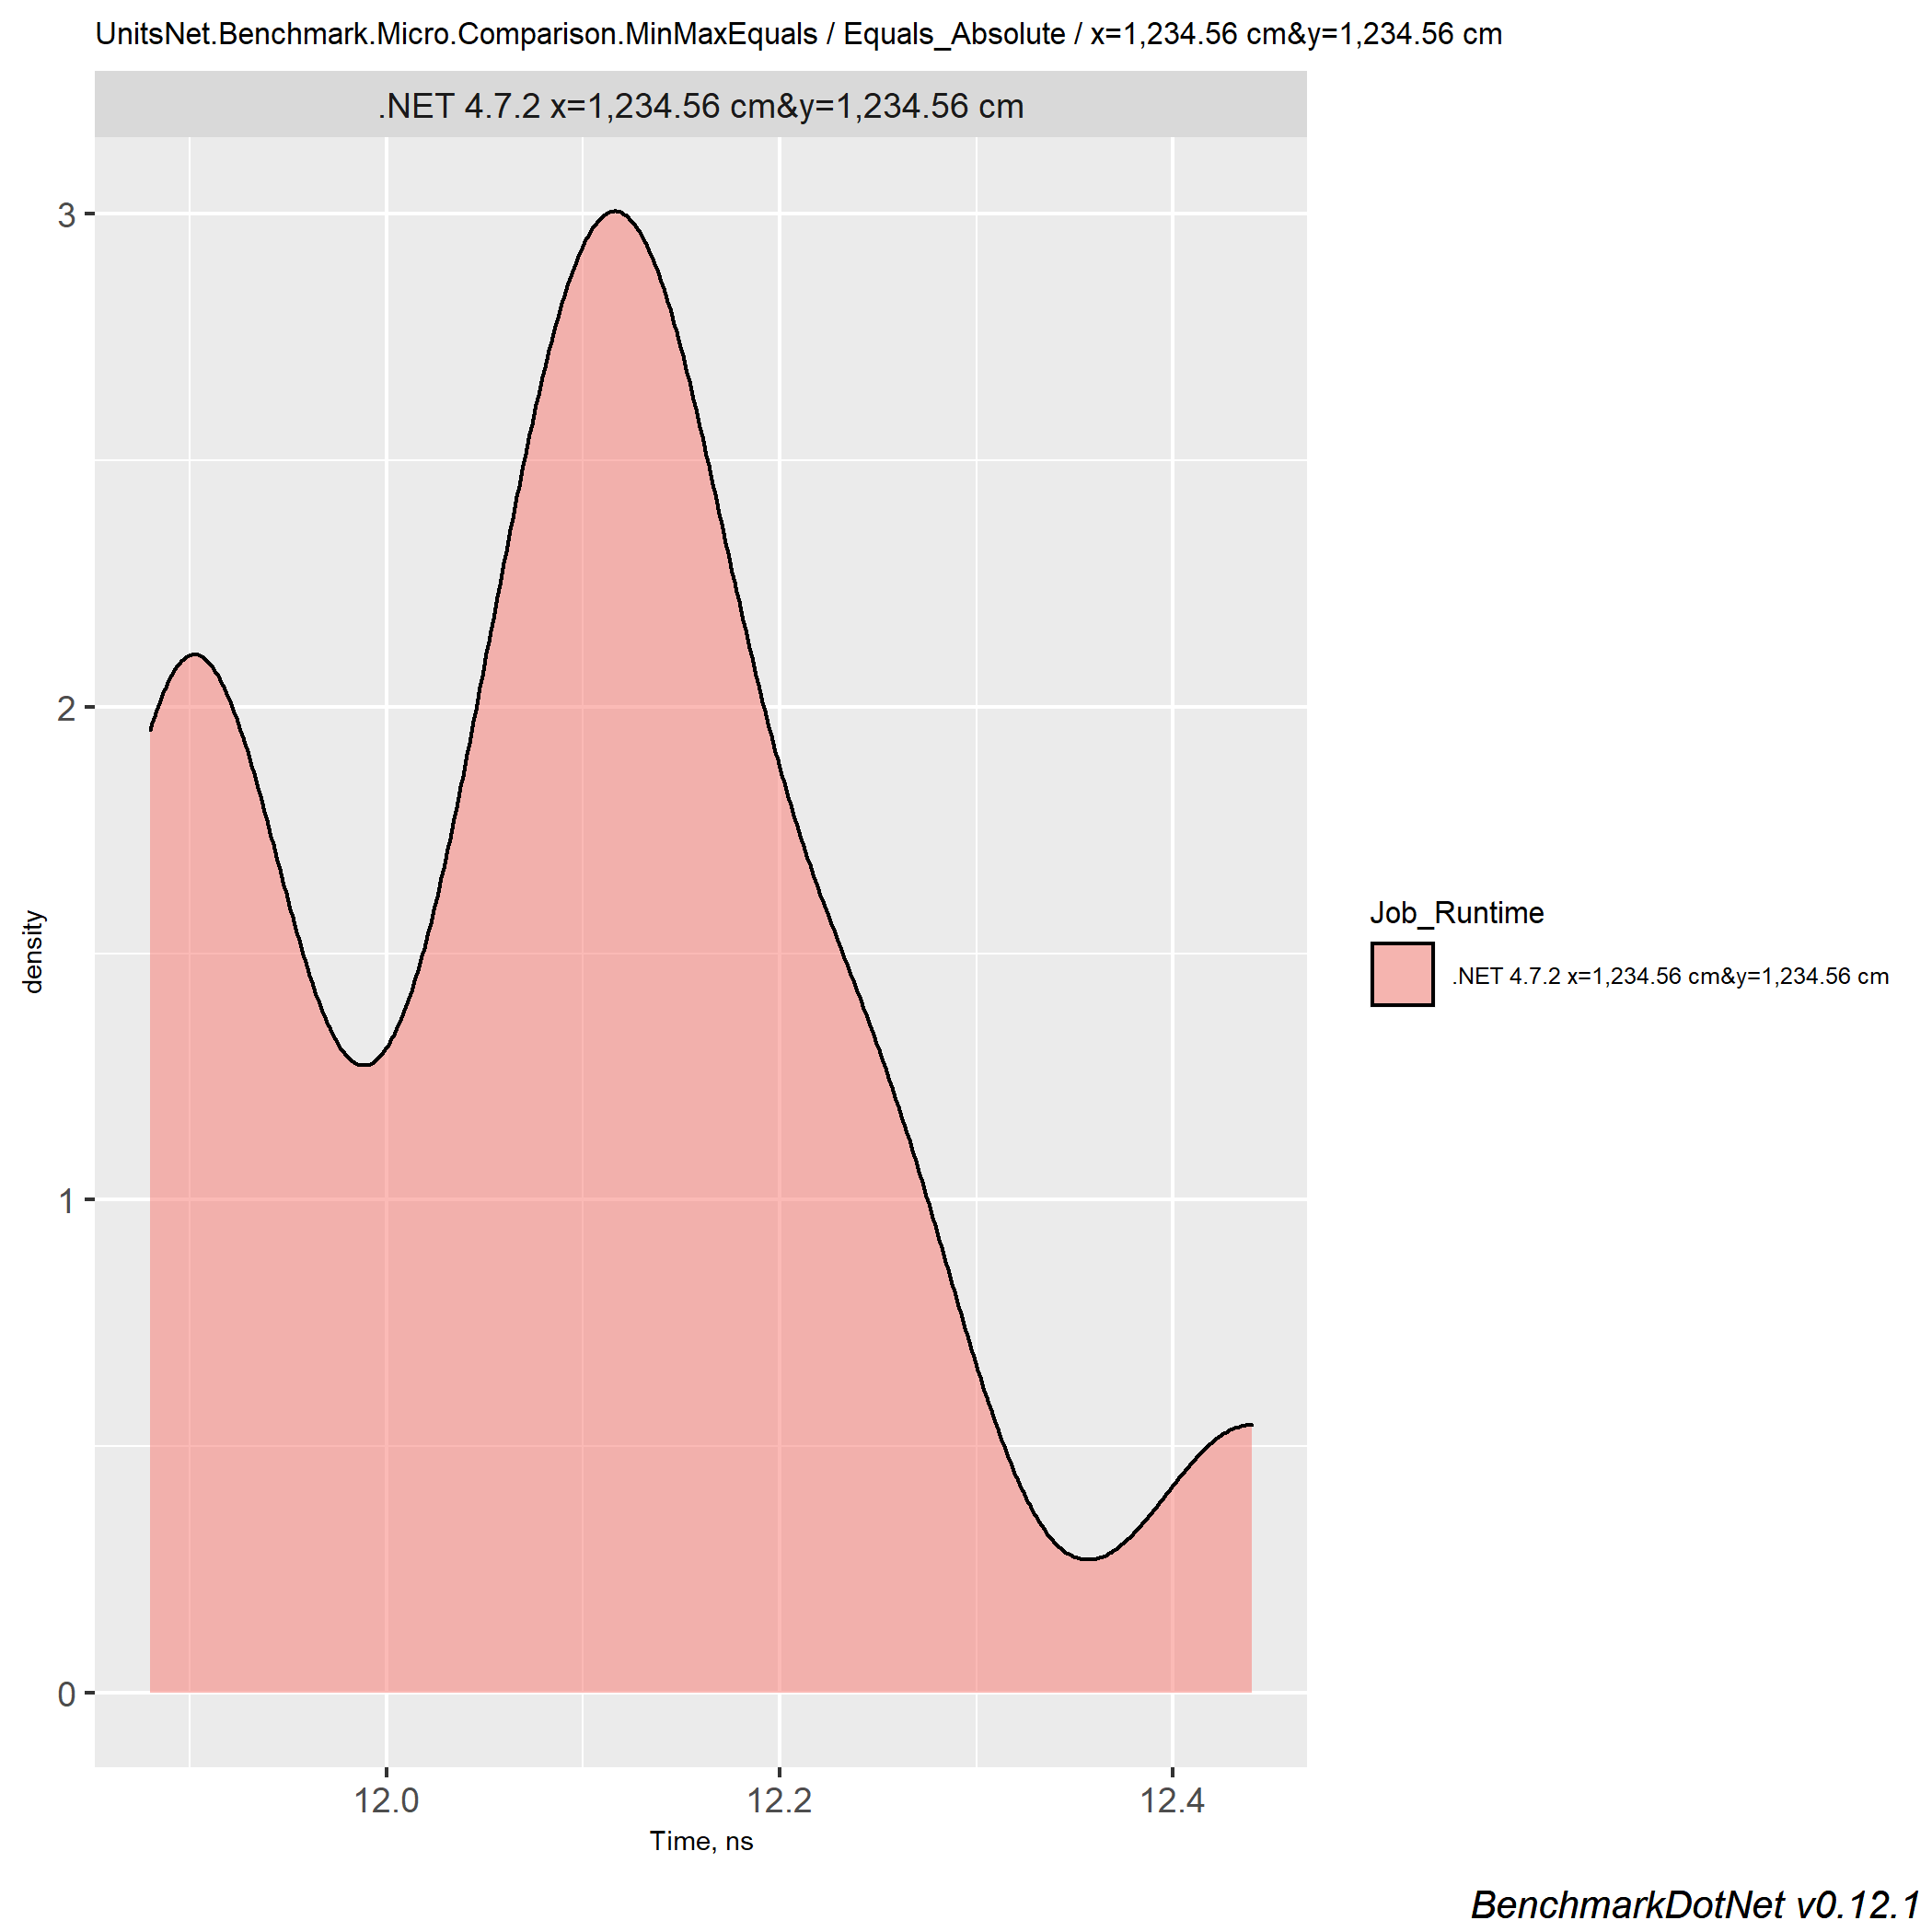 UnitsNet.Benchmark.Micro.Comparison.MinMaxEquals / Equals_Absolute / x=1,234.56 cm&y=1,234.56 cm
.NET 4.7.2 x=1,234.56 cm&y=1,234.56 cm
3
2
1
0
density
12.0
12.2
12.4
Time, ns
Job_Runtime
.NET 4.7.2 x=1,234.56 cm&y=1,234.56 cm
BenchmarkDotNet v0.12.1